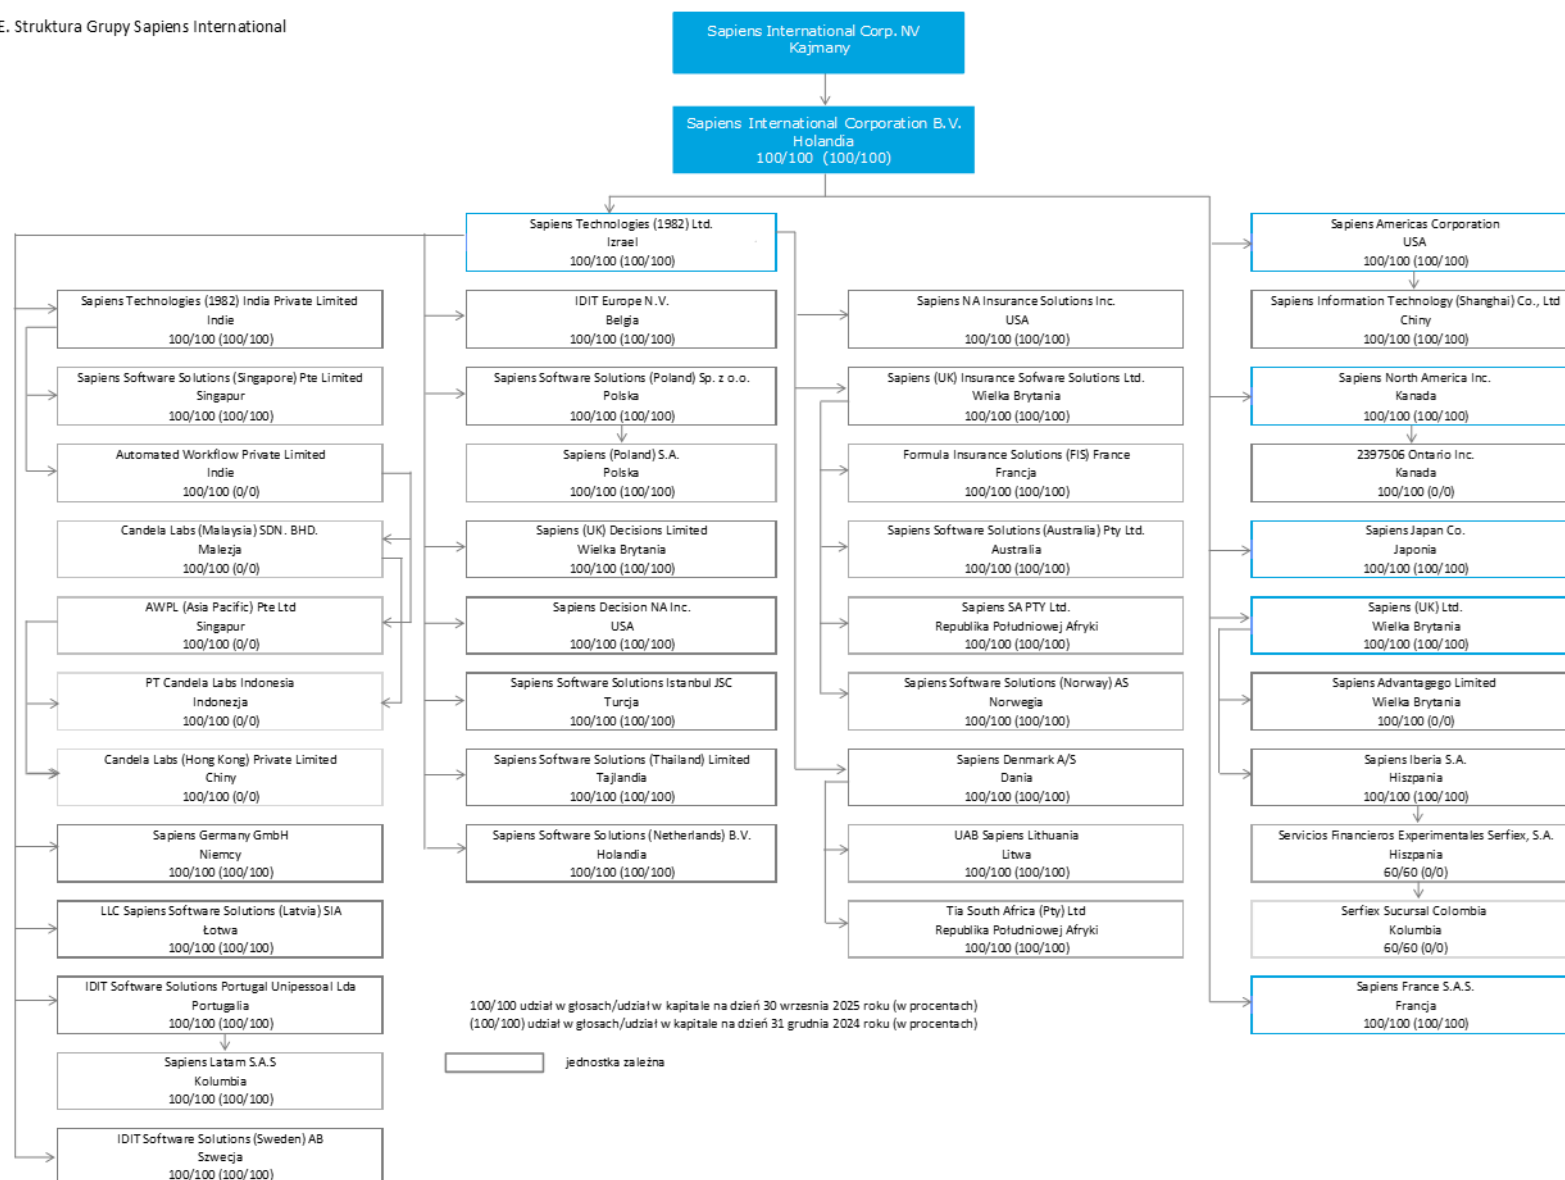 E. Struktura Grupy Sapiens International
Sapiens International Corp. NV
Kajmany
Sapiens International Corporation B.V.
Holandia
100/100 (100/100)
Sapiens Technologies (1982) Ltd.
Izrael
100/100 (100/100)
Sapiens Americas Corporation
USA
100/100 (100/100)
Sapiens Technologies (1982) India Private Limited
Indie
100/100 (100/100)
Sapiens Software Solutions (Singapore) Pte Limited
Singapur
100/100 (100/100)
Automated Workflow Private Limited
Indie
100/100 (0/0)
Candela Labs (Malaysia) SDN. BHD.
Malezja
100/100 (0/0)
AWPL (Asia Pacific) Pte Ltd
Singapur
100/100 (0/0)
PT Candela Labs Indonesia
Indonezja
100/100 (0/0)
Candela Labs (Hong Kong) Private Limited
Chiny
100/100 (0/0)
Sapiens Germany GmbH
Niemcy
100/100 (100/100)
LLC Sapiens Software Solutions (Latvia) SIA
Łotwa
100/100 (100/100)
IDIT Software Solutions Portugal Unipessoal Lda
Portugalia
100/100 (100/100)
Sapiens Latam S.A.S
Kolumbia
100/100 (100/100)
IDIT Software Solutions (Sweden) AB
Szwecja
100/100 (100/100)
IDIT Europe N.V.
Belgia
100/100 (100/100)
Sapiens Software Solutions (Poland) Sp. z o.o.
Polska
100/100 (100/100)
Sapiens (Poland) S.A.
Polska
100/100 (100/100)
Sapiens (UK) Decisions Limited
Wielka Brytania
100/100 (100/100)
Sapiens Decision NA Inc.
USA
100/100 (100/100)
Sapiens Software Solutions Istanbul JSC
Turcja
100/100 (100/100)
Sapiens Software Solutions (Thailand) Limited
Tajlandia
100/100 (100/100)
Sapiens Software Solutions (Netherlands) B.V.
Holandia
100/100 (100/100)
Sapiens NA Insurance Solutions Inc.
USA
100/100 (100/100)
Sapiens (UK) Insurance Sofware Solutions Ltd.
Wielka Brytania
100/100 (100/100)
Formula Insurance Solutions (FIS) France
Francja
100/100 (100/100)
Sapiens Software Solutions (Australia) Pty Ltd.
Australia
100/100 (100/100)
Sapiens SA PTY Ltd.
Republika Południowej Afryki
100/100 (100/100)
Sapiens Software Solutions (Norway) AS
Norwegia
100/100 (100/100)
Sapiens Denmark A/S
Dania
100/100 (100/100)
UAB Sapiens Lithuania
Litwa
100/100 (100/100)
Tia South Africa (Pty) Ltd
Republika Południowej Afryki
100/100 (100/100)
Sapiens Information Technology (Shanghai) Co., Ltd
Chiny
100/100 (100/100)
Sapiens North America Inc.
Kanada
100/100 (100/100)
2397506 Ontario Inc.
Kanada
100/100 (0/0)
Sapiens Japan Co.
Japonia
100/100 (100/100)
Sapiens (UK) Ltd.
Wielka Brytania
100/100 (100/100)
Sapiens Advantagego Limited
Wielka Brytania
100/100 (0/0)
Sapiens Iberia S.A.
Hiszpania
100/100 (100/100)
Servicios Financieros Experimentales Serfiex, S.A.
Hiszpania
60/60 (0/0)
Serfiex Sucursal Colombia
Kolumbia
60/60 (0/0)
Sapiens France S.A.S.
Francja
100/100 (100/100)
100/100 udział w głosach/udział w kapitale na dzień 30 wrzesnia 2025 roku (w procentach)
(100/100) udział w głosach/udział w kapitale na dzień 31 grudnia 2024 roku (w procentach)
jednostka zależna